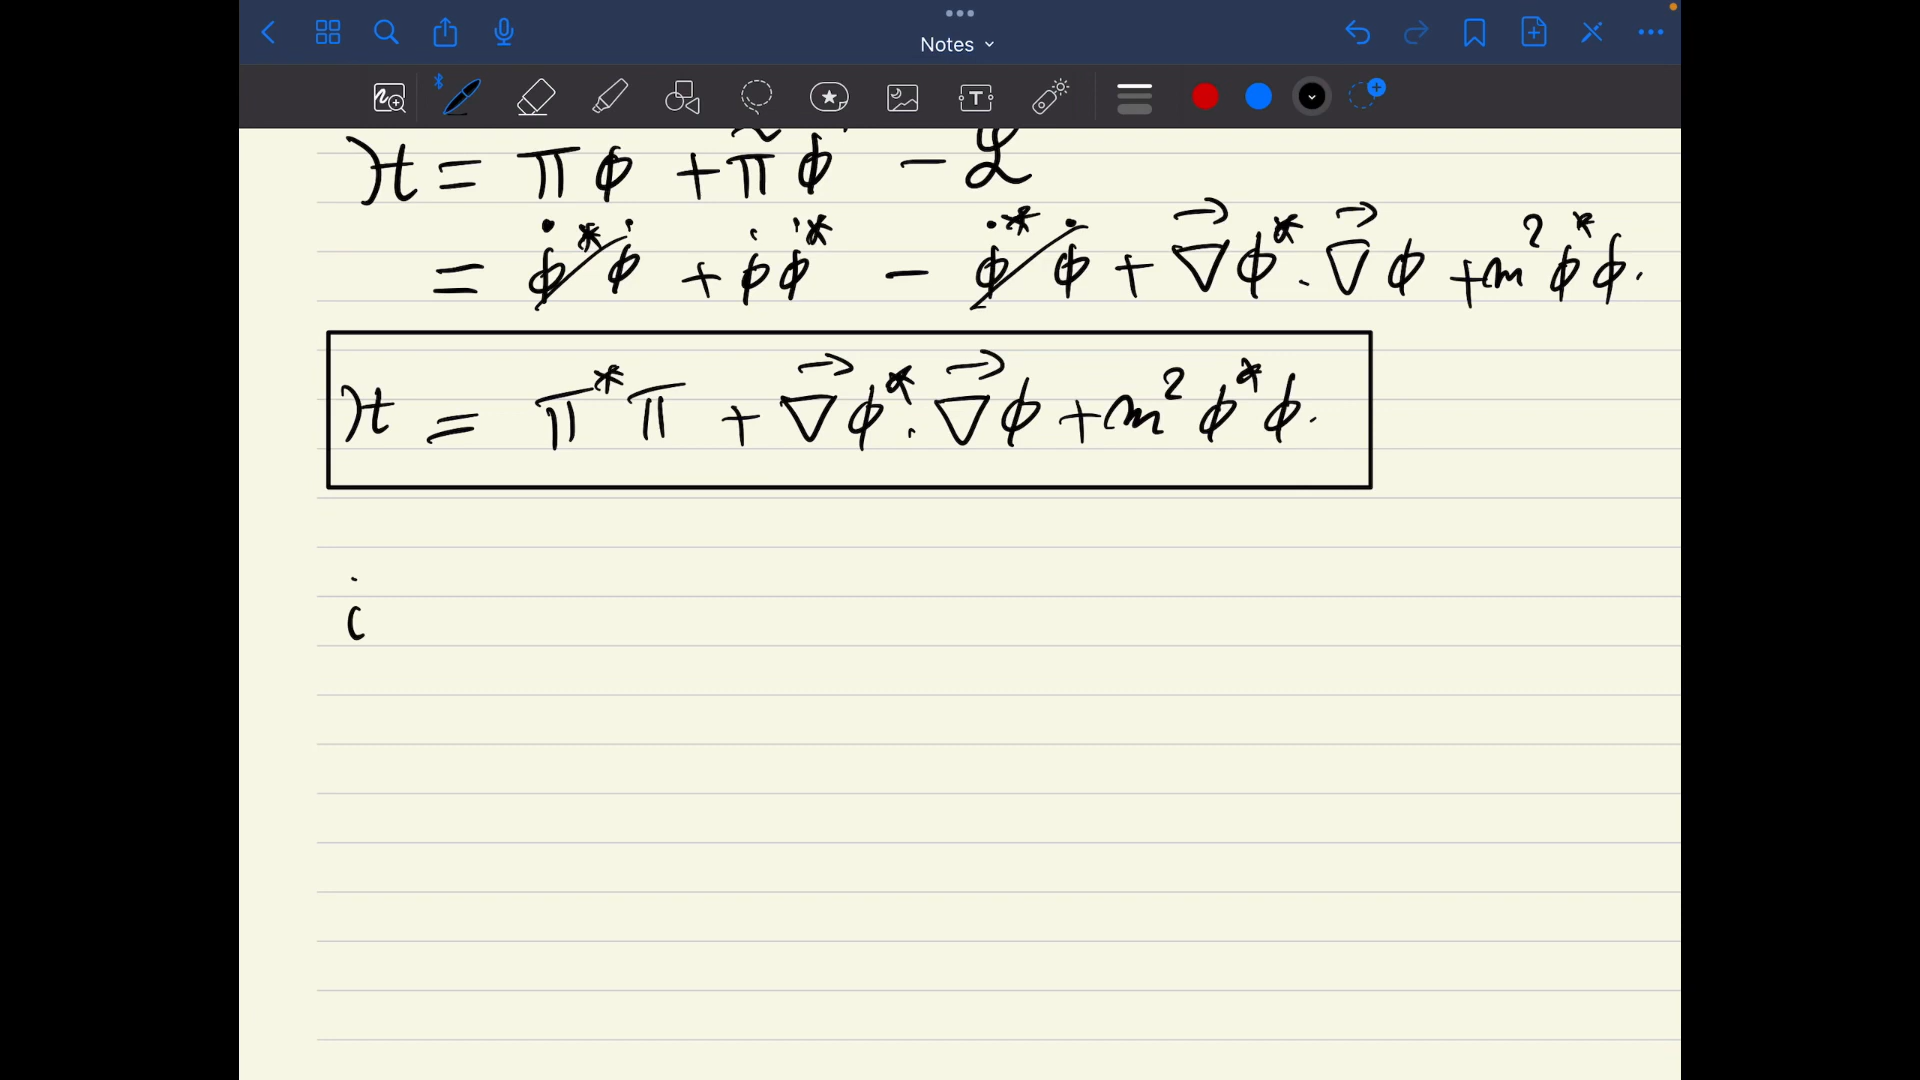 Notes
ℋ = π ϕ̇ + π̃ ϕ̇ − ℒ
= ϕ̇* ϕ̇ + ϕ̇ ϕ̇* − ϕ̇* ϕ̇ + ∇⃗ϕ* . ∇⃗ϕ + m² ϕ* ϕ.
ℋ = π* π + ∇⃗ϕ* . ∇⃗ϕ + m² ϕ* ϕ.
i